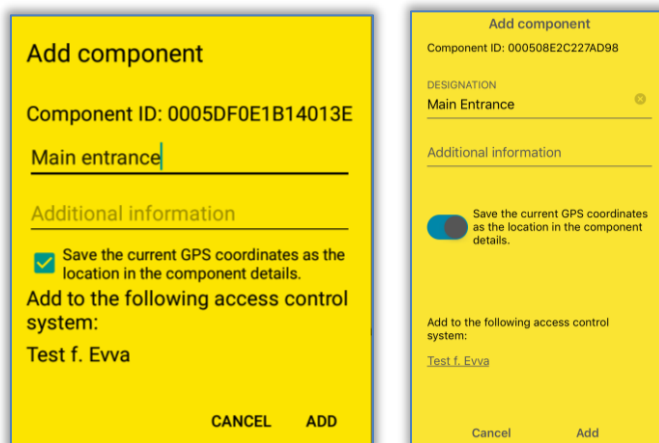 Add component
Component ID: 0005DF0E1B14013E
Main entrance
Additional information
Save the current GPS coordinates as the
location in the component details.
Add to the following access control
system:
Test f. Evva
CANCEL ADD
Add component
Component ID: 000508E2C227AD98
DESIGNATION
Main Entrance
Additional information
Save the current GPS coordinates
as the location in the component
details.
Add to the following access control
system:
Test f. Evva
Cancel Add